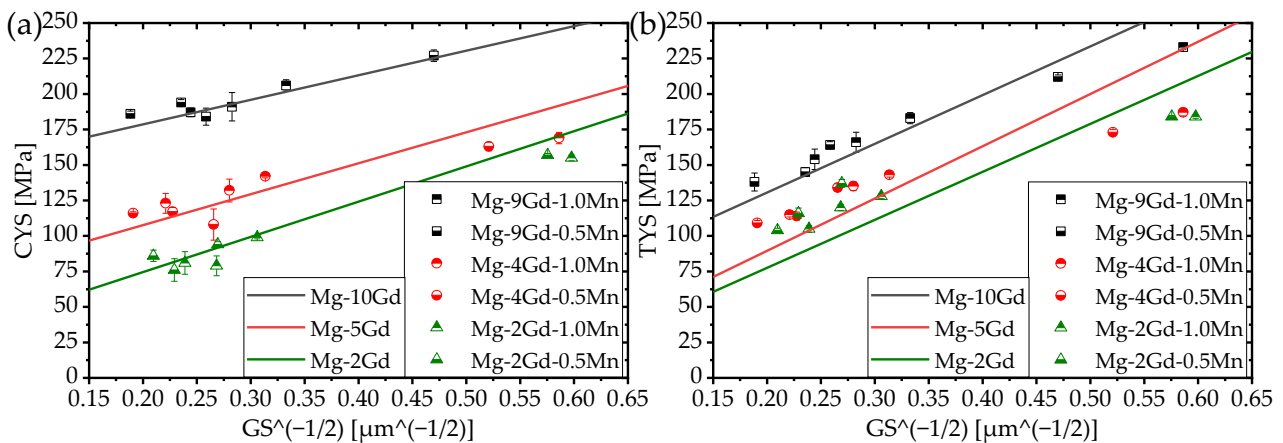 (a)
CYS [MPa]
250
225
200
175
150
125
100
75
50
25
0
Mg-10Gd
Mg-5Gd
Mg-2Gd
Mg-9Gd-1.0Mn
Mg-9Gd-0.5Mn
Mg-4Gd-1.0Mn
Mg-4Gd-0.5Mn
Mg-2Gd-1.0Mn
Mg-2Gd-0.5Mn
0.15 0.20 0.25 0.30 0.35 0.40 0.45 0.50 0.55 0.60 0.65
GS^(−1/2) [µm^(−1/2)]
(b)
TYS [MPa]
250
225
200
175
150
125
100
75
50
25
0
Mg-10Gd
Mg-5Gd
Mg-2Gd
Mg-9Gd-1.0Mn
Mg-9Gd-0.5Mn
Mg-4Gd-1.0Mn
Mg-4Gd-0.5Mn
Mg-2Gd-1.0Mn
Mg-2Gd-0.5Mn
0.15 0.20 0.25 0.30 0.35 0.40 0.45 0.50 0.55 0.60 0.65
GS^(−1/2) [µm^(−1/2)]